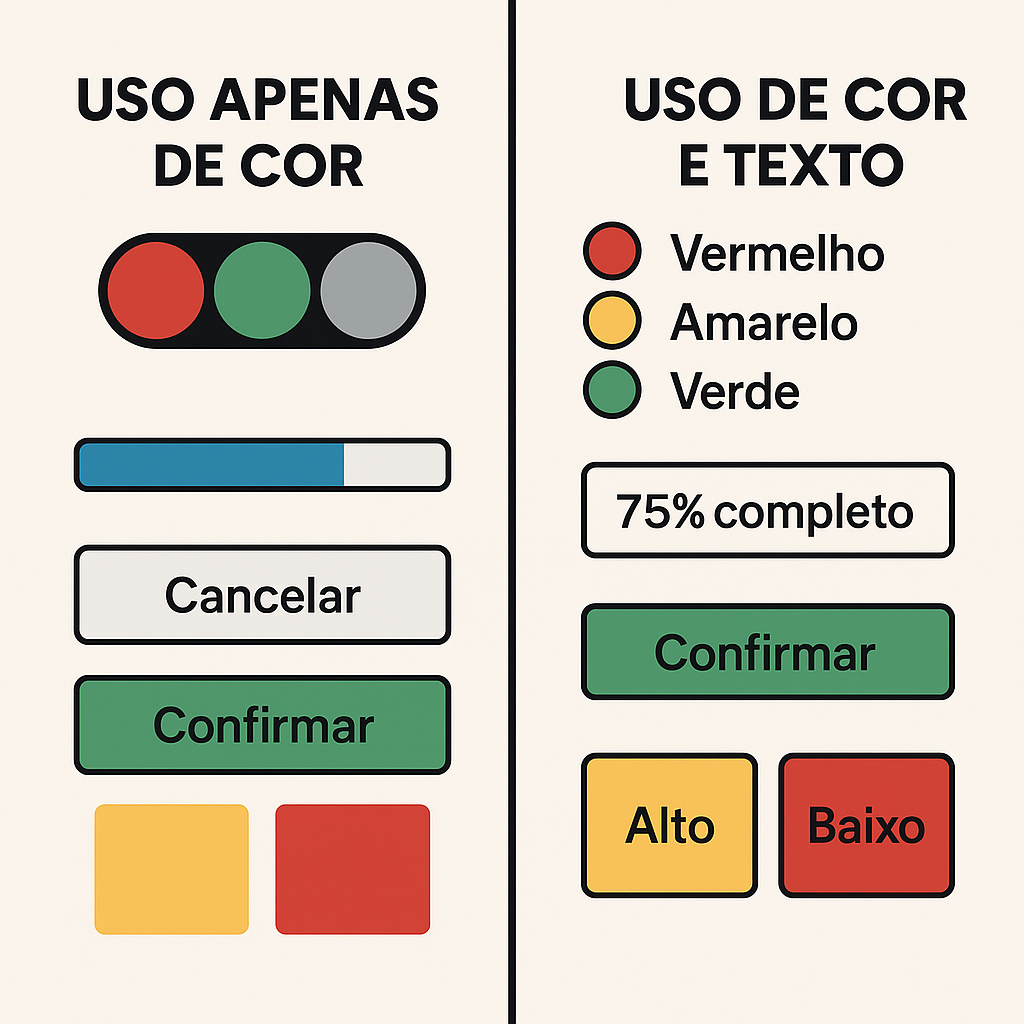 USO APENAS
DE COR
Cancelar
Confirmar
USO DE COR
E TEXTO
Vermelho
Amarelo
Verde
75% completo
Confirmar
Alto
Baixo